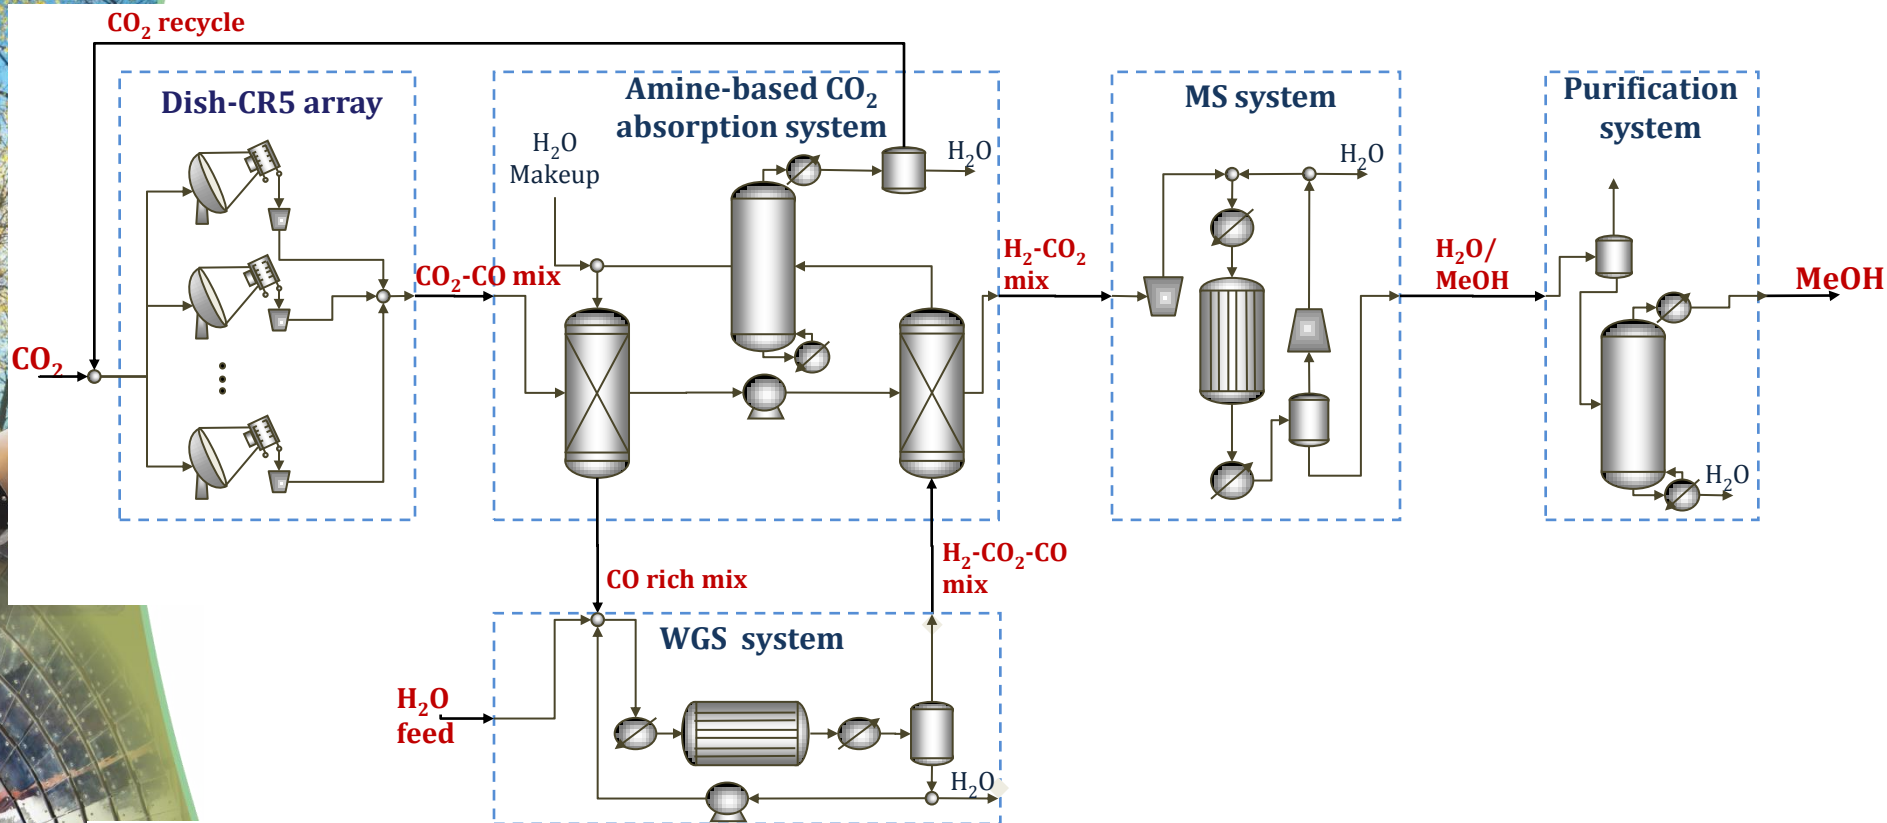 CO₂ recycle
Dish-CR5 array
Amine-based CO₂
absorption system
MS system
Purification
system
H₂O
Makeup
H₂O
H₂O
CO₂-CO mix
H₂-CO₂
mix
H₂O/
MeOH
MeOH
CO₂
H₂O
CO rich mix
H₂-CO₂-CO
mix
WGS system
H₂O
feed
H₂O